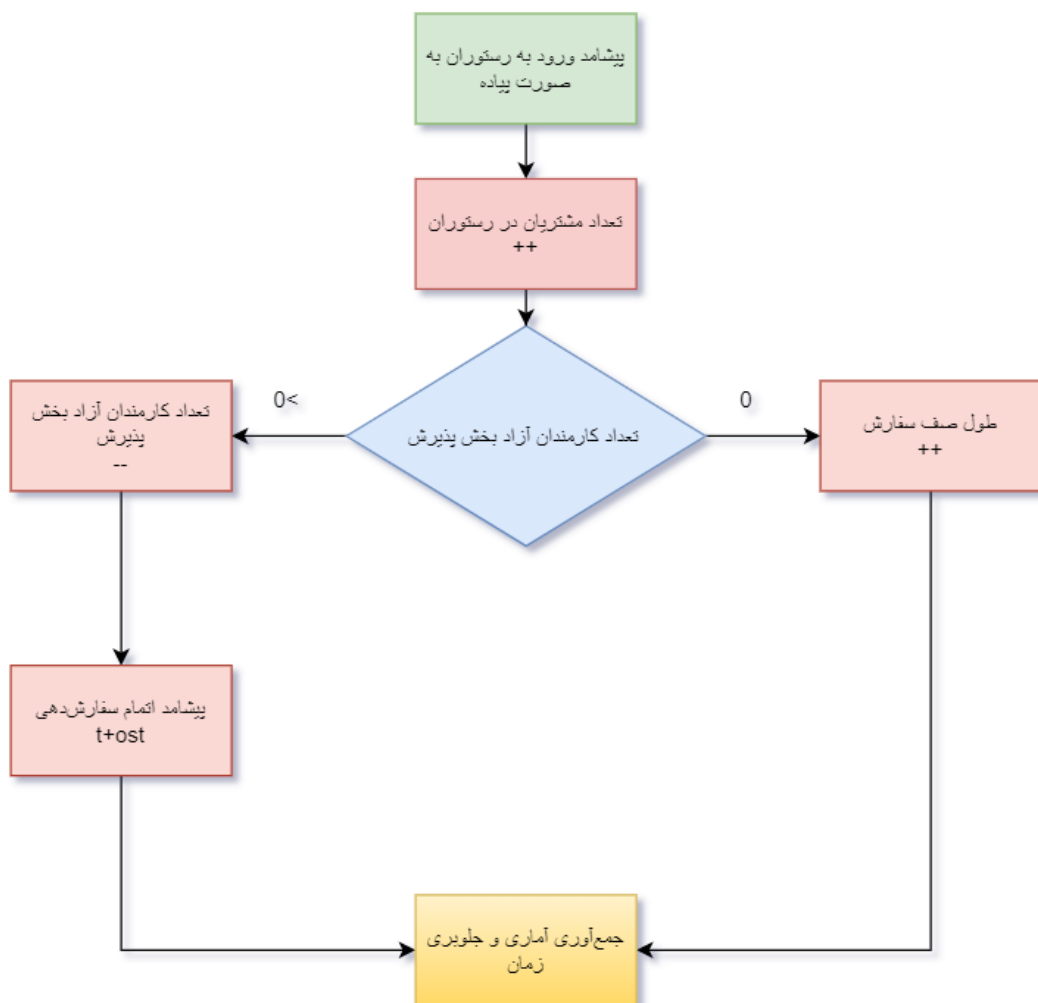 پیشامد ورود به رستوران به
صورت پیاده
تعداد مشتریان در رستوران
++
تعداد کارمندان آزاد بخش
پذیرش
--
0<
تعداد کارمندان آزاد بخش پذیرش
0
طول صف سفارش
++
پیشامد اتمام سفارش‌دهی
t+ost
جمع‌آوری آماری و جلوبری
زمان